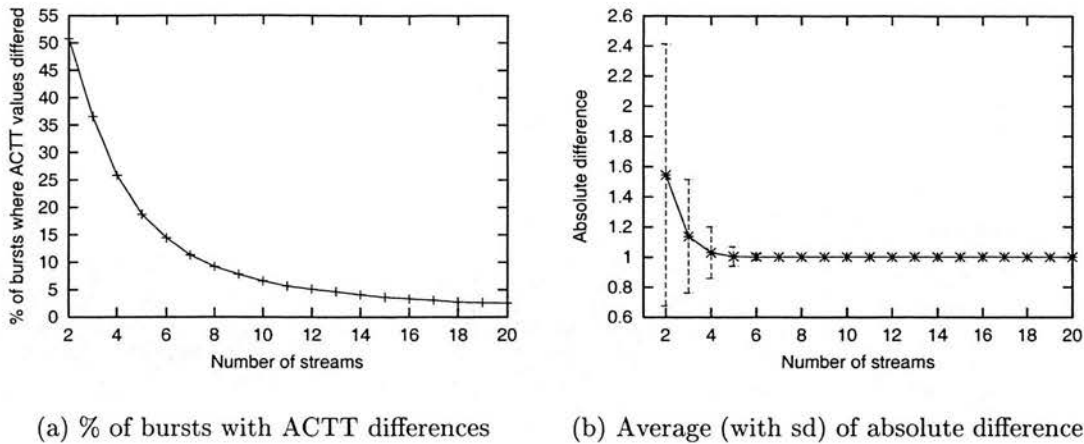 % of bursts where ACTT values differed
55
50
45
40
35
30
25
20
15
10
5
0
2 4 6 8 10 12 14 16 18 20
Number of streams
(a) % of bursts with ACTT differences
Absolute difference
2.6
2.4
2.2
2
1.8
1.6
1.4
1.2
1
0.8
0.6
2 4 6 8 10 12 14 16 18 20
Number of streams
(b) Average (with sd) of absolute difference